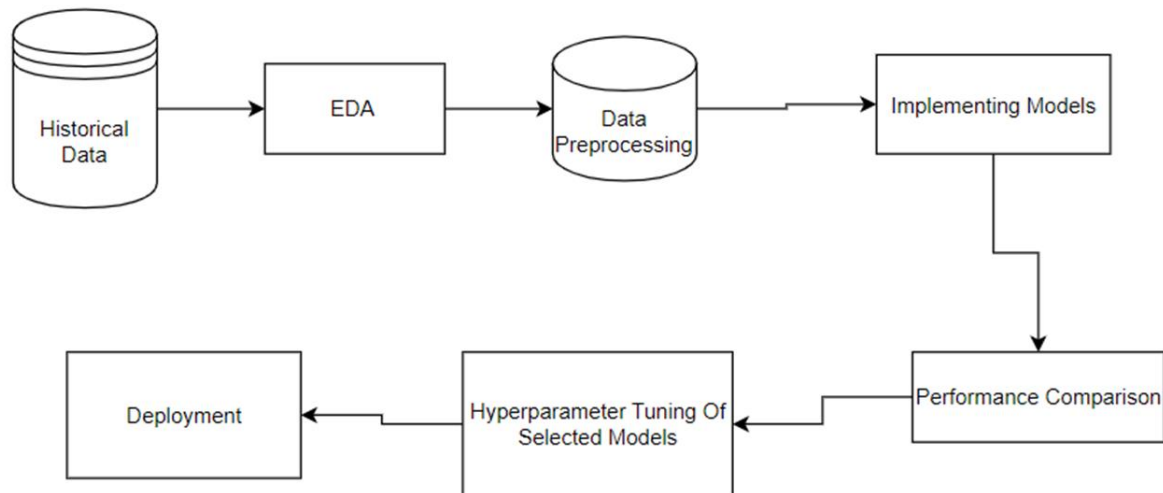 Historical
Data
EDA
Data
Preprocessing
Implementing Models
Performance Comparison
Hyperparameter Tuning Of
Selected Models
Deployment